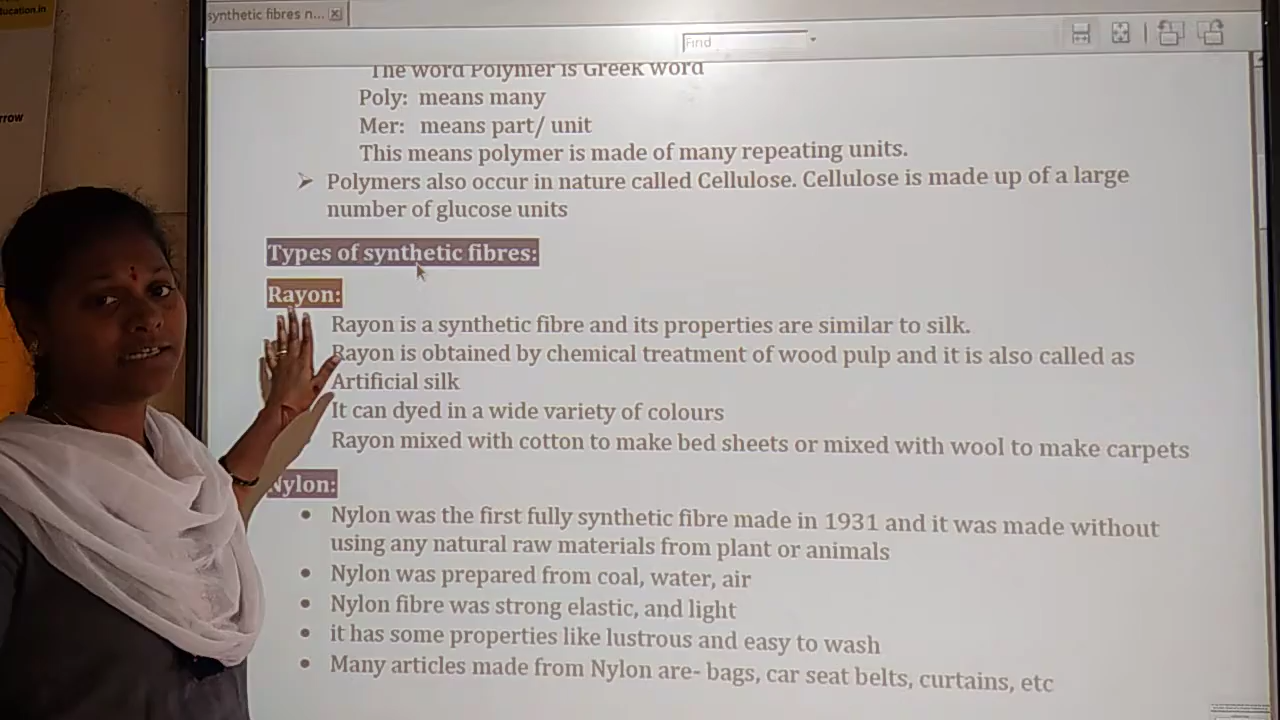 ducation.in
rrow
synthetic fibres n...
Find
The word Polymer is Greek word
Poly: means many
Mer: means part/ unit
This means polymer is made of many repeating units.
➢ Polymers also occur in nature called Cellulose. Cellulose is made up of a large
number of glucose units
Types of synthetic fibres:
Rayon:
Rayon is a synthetic fibre and its properties are similar to silk.
Rayon is obtained by chemical treatment of wood pulp and it is also called as
Artificial silk
It can dyed in a wide variety of colours
Rayon mixed with cotton to make bed sheets or mixed with wool to make carpets
Nylon:
• Nylon was the first fully synthetic fibre made in 1931 and it was made without
using any natural raw materials from plant or animals
• Nylon was prepared from coal, water, air
• Nylon fibre was strong elastic, and light
• it has some properties like lustrous and easy to wash
• Many articles made from Nylon are- bags, car seat belts, curtains, etc